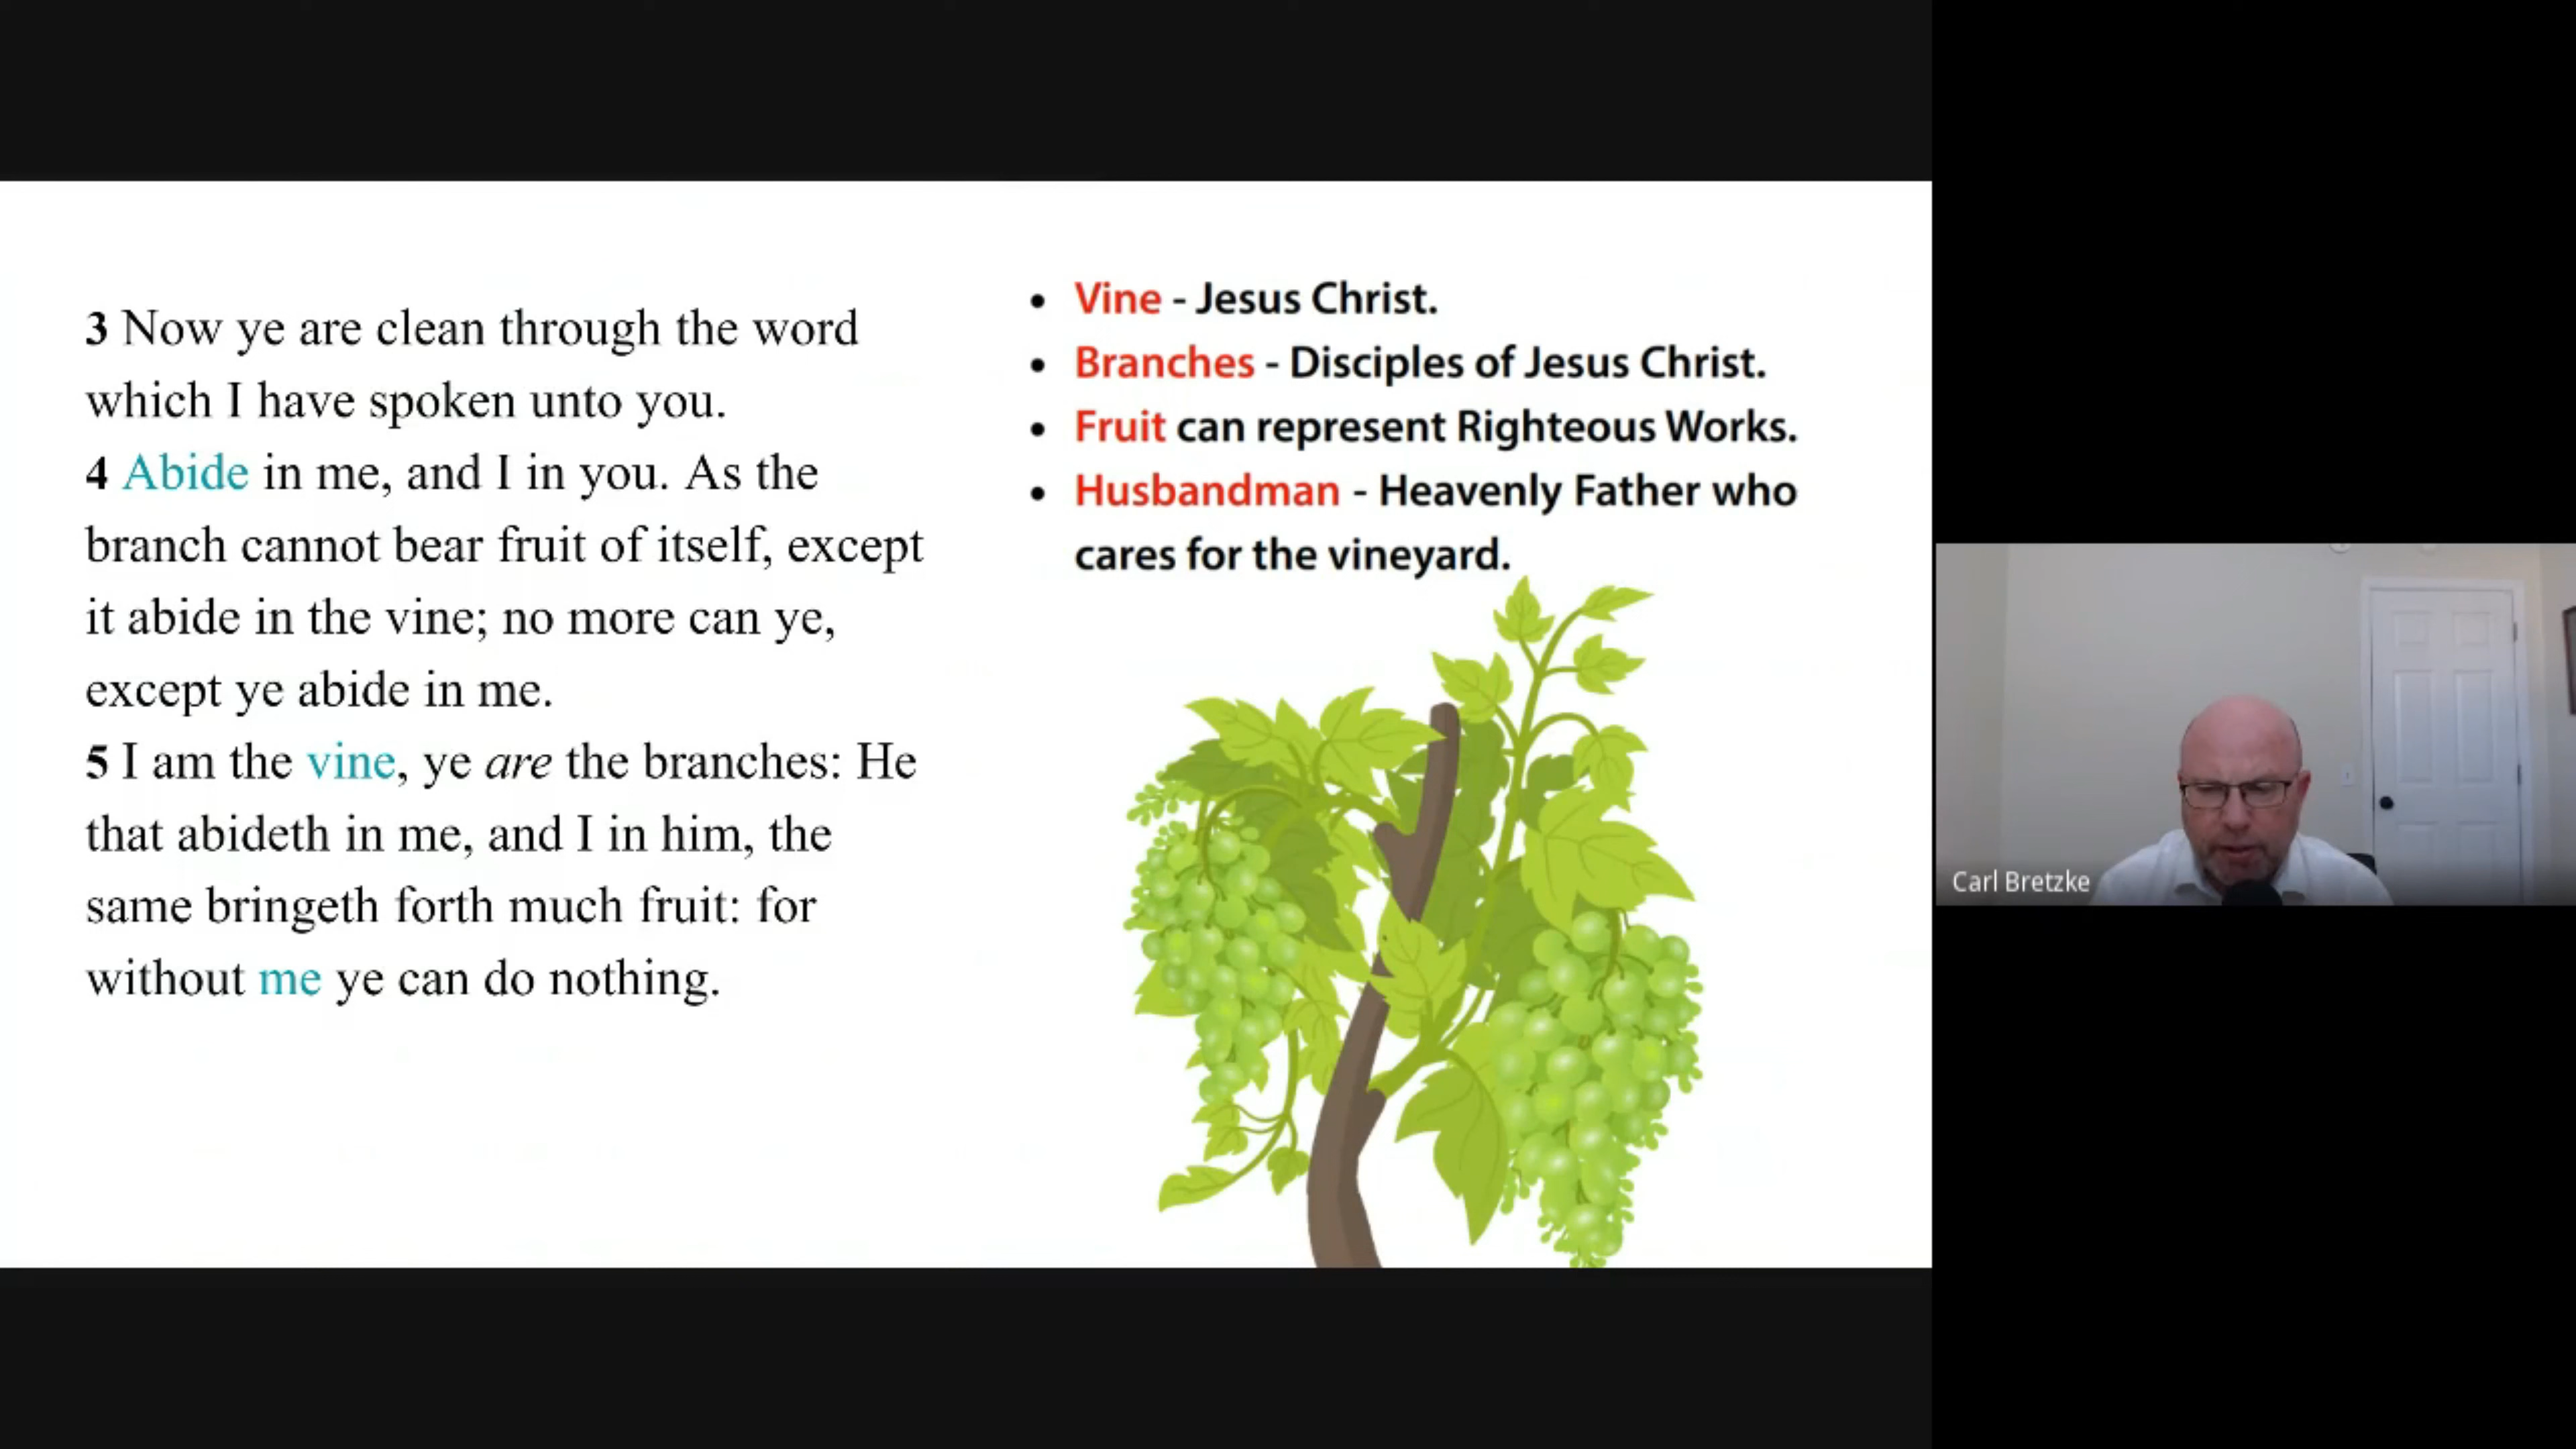 3 Now ye are clean through the word
which I have spoken unto you.
4 Abide in me, and I in you. As the
branch cannot bear fruit of itself, except
it abide in the vine; no more can ye,
except ye abide in me.
5 I am the vine, ye are the branches: He
that abideth in me, and I in him, the
same bringeth forth much fruit: for
without me ye can do nothing.
• Vine - Jesus Christ.
• Branches - Disciples of Jesus Christ.
• Fruit can represent Righteous Works.
• Husbandman - Heavenly Father who
cares for the vineyard.
Carl Bretzke